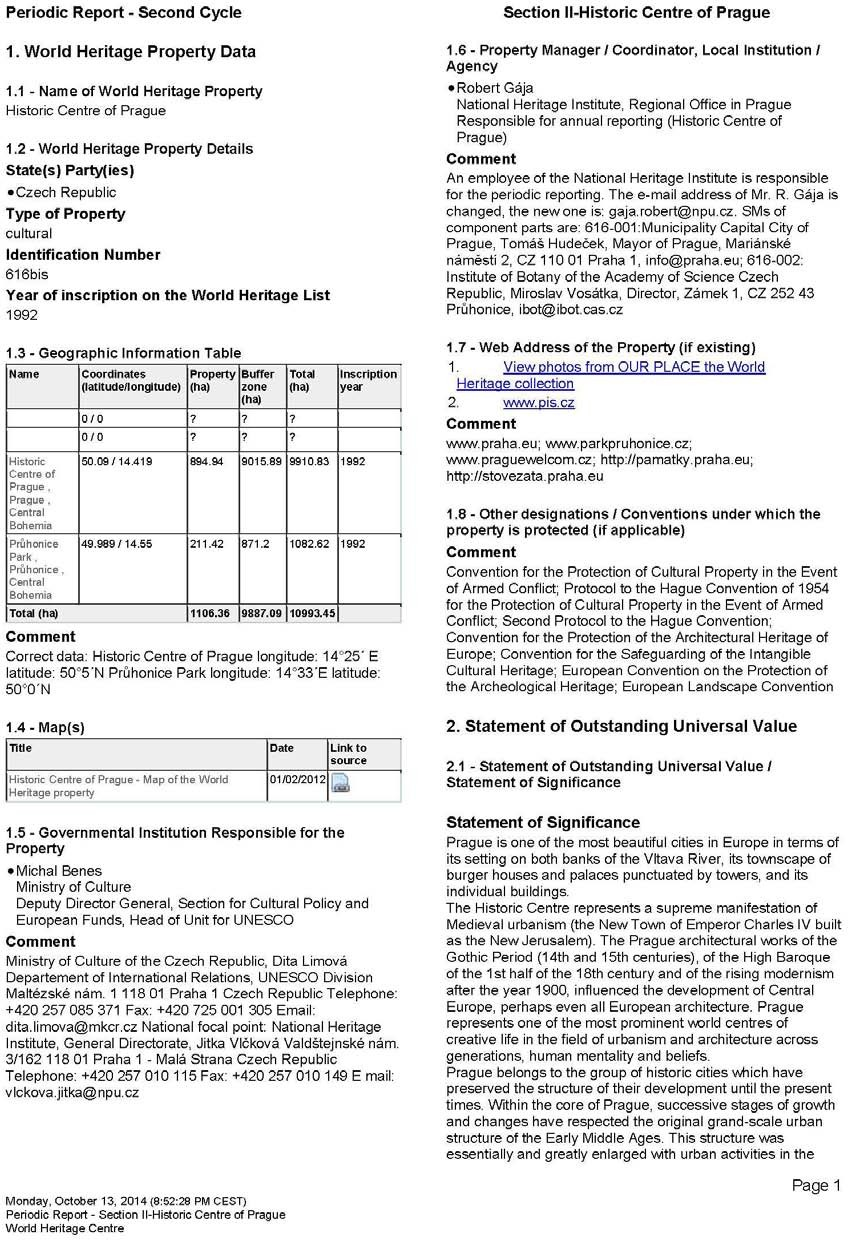 Periodic Report - Second Cycle
Section II-Historic Centre of Prague
1. World Heritage Property Data
1.1 - Name of World Heritage Property
Historic Centre of Prague
1.2 - World Heritage Property Details
State(s) Party(ies)
●Czech Republic
Type of Property
cultural
Identification Number
616bis
Year of inscription on the World Heritage List
1992
1.3 - Geographic Information Table
Name Coordinates (latitude/longitude) Property (ha) Buffer zone (ha) Total (ha) Inscription year
0 / 0 ? ? ?
0 / 0 ? ? ?
Historic Centre of Prague , Prague , Central Bohemia 50.09 / 14.419 894.94 9015.89 9910.83 1992
Průhonice Park , Průhonice , Central Bohemia 49.989 / 14.55 211.42 871.2 1082.62 1992
Total (ha) 1106.36 9887.09 10993.45
Comment
Correct data: Historic Centre of Prague longitude: 14°25´ E
latitude: 50°5´N Průhonice Park longitude: 14°33´E latitude:
50°0´N
1.4 - Map(s)
Title Date Link to source
Historic Centre of Prague - Map of the World Heritage property 01/02/2012
1.5 - Governmental Institution Responsible for the
Property
●Michal Benes
Ministry of Culture
Deputy Director General, Section for Cultural Policy and
European Funds, Head of Unit for UNESCO
Comment
Ministry of Culture of the Czech Republic, Dita Limová
Departement of International Relations, UNESCO Division
Maltézské nám. 1 118 01 Praha 1 Czech Republic Telephone:
+420 257 085 371 Fax: +420 725 001 305 Email:
dita.limova@mkcr.cz National focal point: National Heritage
Institute, General Directorate, Jitka Vlčková Valdštejnské nám.
3/162 118 01 Praha 1 - Malá Strana Czech Republic
Telephone: +420 257 010 115 Fax: +420 257 010 149 E mail:
vlckova.jitka@npu.cz
1.6 - Property Manager / Coordinator, Local Institution /
Agency
●Robert Gája
National Heritage Institute, Regional Office in Prague
Responsible for annual reporting (Historic Centre of
Prague)
Comment
An employee of the National Heritage Institute is responsible
for the periodic reporting. The e-mail address of Mr. R. Gája is
changed, the new one is: gaja.robert@npu.cz. SMs of
component parts are: 616-001:Municipality Capital City of
Prague, Tomáš Hudeček, Mayor of Prague, Mariánské
náměstí 2, CZ 110 01 Praha 1, info@praha.eu; 616-002:
Institute of Botany of the Academy of Science Czech
Republic, Miroslav Vosátka, Director, Zámek 1, CZ 252 43
Průhonice, ibot@ibot.cas.cz
1.7 - Web Address of the Property (if existing)
1. View photos from OUR PLACE the World
Heritage collection
2. www.pis.cz
Comment
www.praha.eu; www.parkpruhonice.cz;
www.praguewelcom.cz; http://pamatky.praha.eu;
http://stovezata.praha.eu
1.8 - Other designations / Conventions under which the
property is protected (if applicable)
Comment
Convention for the Protection of Cultural Property in the Event
of Armed Conflict; Protocol to the Hague Convention of 1954
for the Protection of Cultural Property in the Event of Armed
Conflict; Second Protocol to the Hague Convention;
Convention for the Protection of the Architectural Heritage of
Europe; Convention for the Safeguarding of the Intangible
Cultural Heritage; European Convention on the Protection of
the Archeological Heritage; European Landscape Convention
2. Statement of Outstanding Universal Value
2.1 - Statement of Outstanding Universal Value /
Statement of Significance
Statement of Significance
Prague is one of the most beautiful cities in Europe in terms of
its setting on both banks of the Vltava River, its townscape of
burger houses and palaces punctuated by towers, and its
individual buildings.
The Historic Centre represents a supreme manifestation of
Medieval urbanism (the New Town of Emperor Charles IV built
as the New Jerusalem). The Prague architectural works of the
Gothic Period (14th and 15th centuries), of the High Baroque
of the 1st half of the 18th century and of the rising modernism
after the year 1900, influenced the development of Central
Europe, perhaps even all European architecture. Prague
represents one of the most prominent world centres of
creative life in the field of urbanism and architecture across
generations, human mentality and beliefs.
Prague belongs to the group of historic cities which have
preserved the structure of their development until the present
times. Within the core of Prague, successive stages of growth
and changes have respected the original grand-scale urban
structure of the Early Middle Ages. This structure was
essentially and greatly enlarged with urban activities in the
Page 1
Monday, October 13, 2014 (8:52:28 PM CEST)
Periodic Report - Section II-Historic Centre of Prague
World Heritage Centre